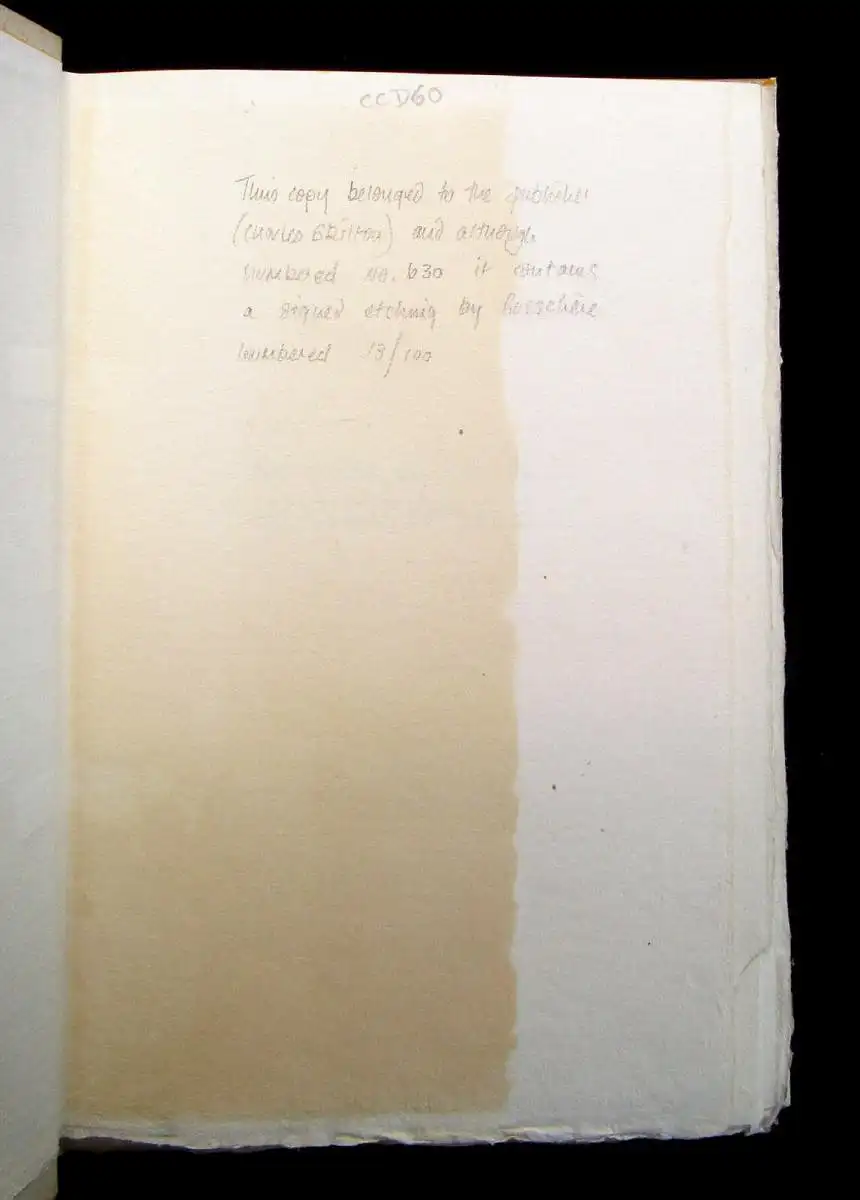 CCD60
This copy belonged to the publisher
(Charles Skilton) and although
numbered no. 630 it contains
a signed etching by Bosschère
numbered 13/100